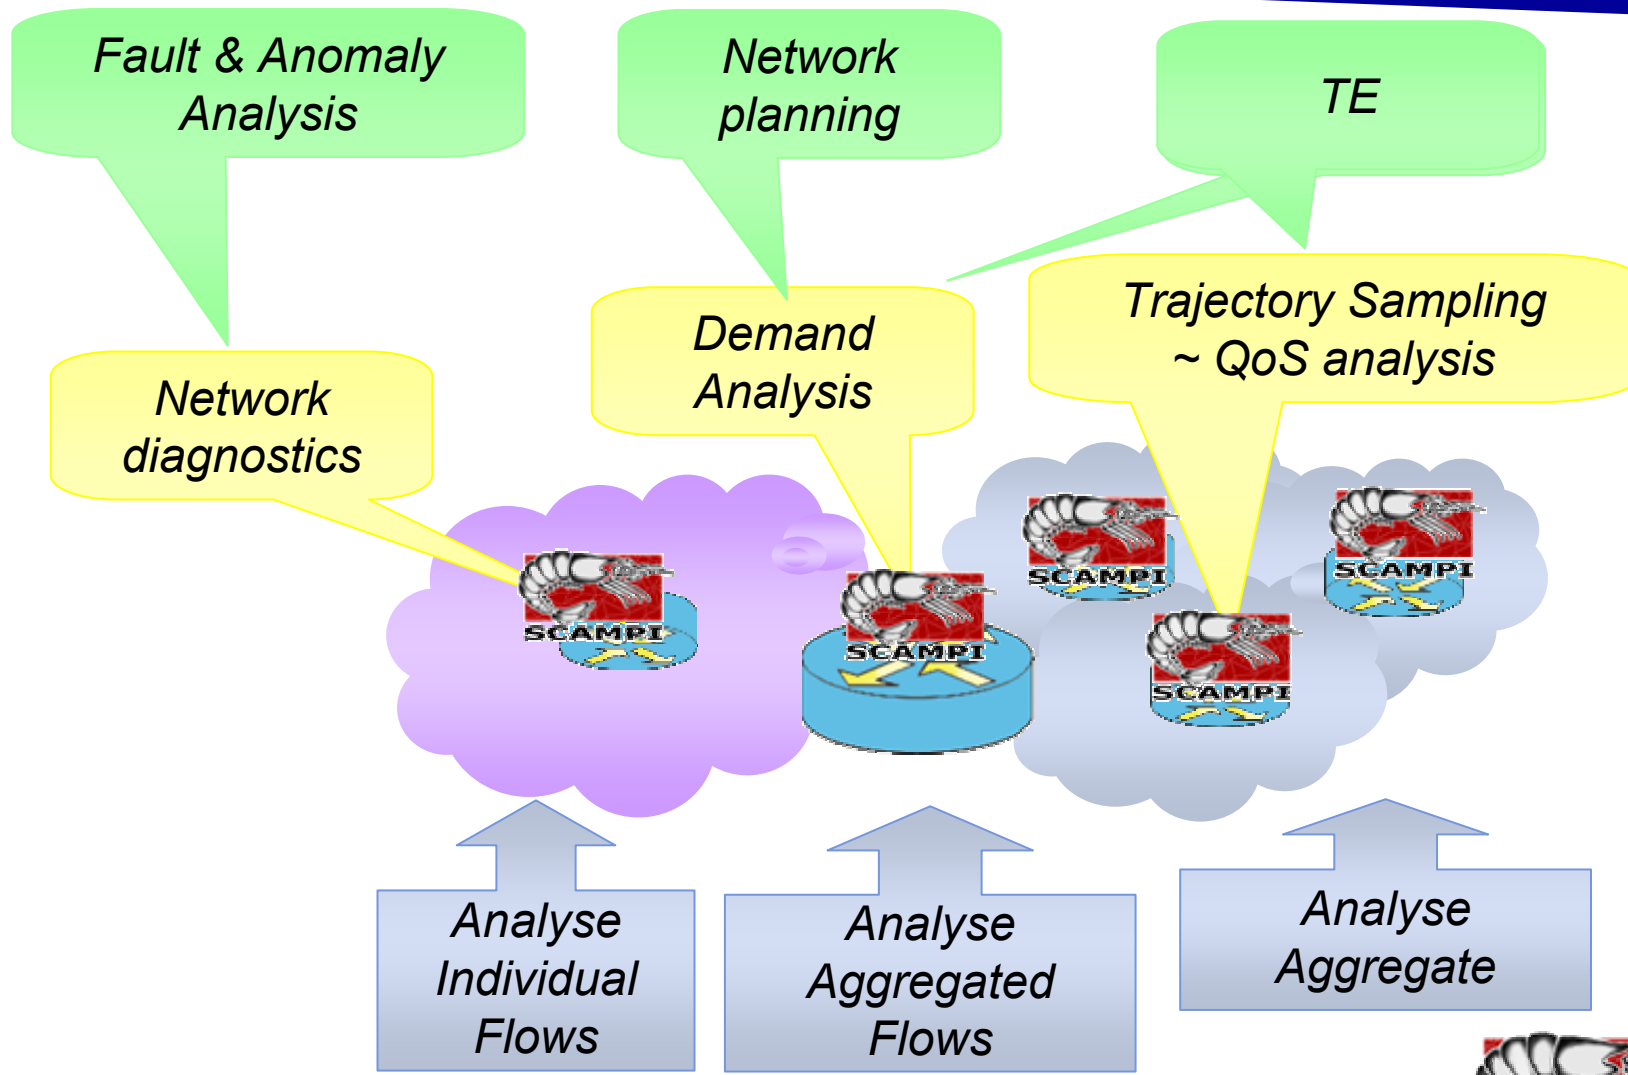 Fault & Anomaly
Analysis
Network
planning
TE
Demand
Analysis
Trajectory Sampling
~ QoS analysis
Network
diagnostics
SCAMPI
SCAMPI
SCAMPI
SCAMPI
SCAMPI
Analyse
Individual
Flows
Analyse
Aggregated
Flows
Analyse
Aggregate